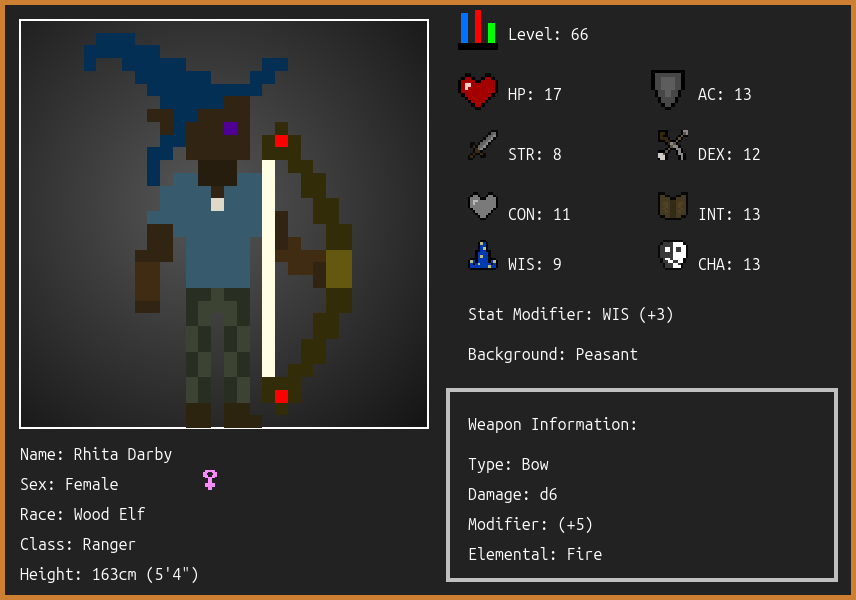 Level: 66
HP: 17
AC: 13
STR: 8
DEX: 12
CON: 11
INT: 13
WIS: 9
CHA: 13
Stat Modifier: WIS (+3)
Background: Peasant
Weapon Information:
Type: Bow
Damage: d6
Modifier: (+5)
Elemental: Fire
Name: Rhita Darby
Sex: Female
Race: Wood Elf
Class: Ranger
Height: 163cm (5'4")